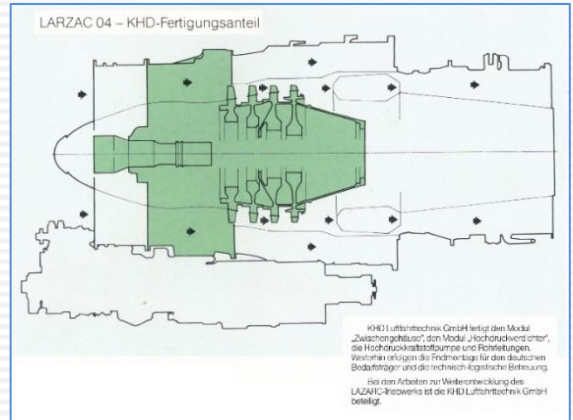 LARZAC 04 – KHD-Fertigungsanteil
KHD Luftfahrttechnik GmbH fertigt den Modul
„Zwischengehäuse", den Modul „Hochdruckverdichter",
die Hochdruckkraftstoffpumpe und Rohrleitungen.
Weiterhin erfolgen die Endmontage für den deutschen
Bedarfsträger und die technisch-logistische Betreuung.
Bei den Arbeiten zur Weiterentwicklung des
LAZARC-Triebwerks ist die KHD Luftfahrttechnik GmbH
beteiligt.